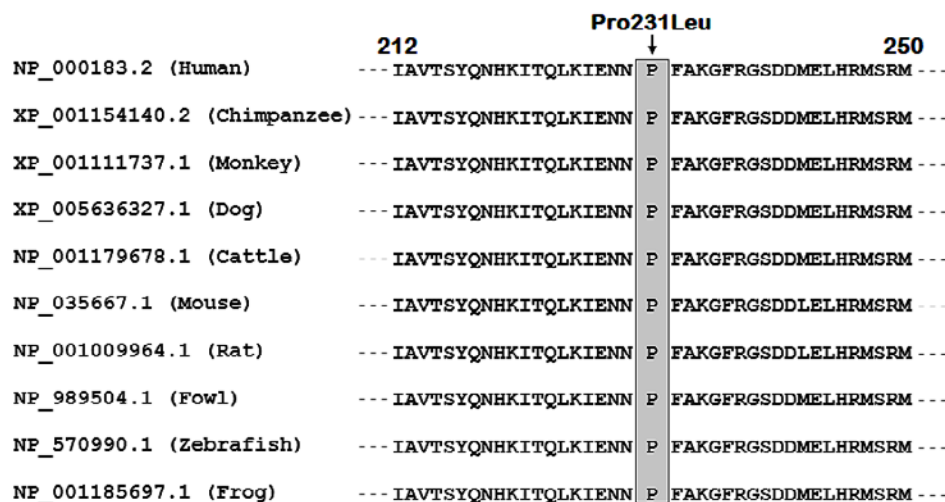 Pro231Leu
212 250
NP_000183.2 (Human) --- IAVTSYQNHKITQLKIENN P FAKGFRGSDDMELHRMSRM ---
XP_001154140.2 (Chimpanzee) --- IAVTSYQNHKITQLKIENN P FAKGFRGSDDMELHRMSRM ---
XP_001111737.1 (Monkey) --- IAVTSYQNHKITQLKIENN P FAKGFRGSDDMELHRMSRM ---
XP_005636327.1 (Dog) --- IAVTSYQNHKITQLKIENN P FAKGFRGSDDMELHRMSRM ---
NP_001179678.1 (Cattle) --- IAVTSYQNHKITQLKIENN P FAKGFRGSDDMELHRMSRM ---
NP_035667.1 (Mouse) --- IAVTSYQNHKITQLKIENN P FAKGFRGSDDLELHRMSRM ---
NP_001009964.1 (Rat) --- IAVTSYQNHKITQLKIENN P FAKGFRGSDDLELHRMSRM ---
NP_989504.1 (Fowl) --- IAVTSYQNHKITQLKIENN P FAKGFRGSDDMELHRMSRM ---
NP_570990.1 (Zebrafish) --- IAVTSYQNHKITQLKIENN P FAKGFRGSDDMELHRMSRM ---
NP_001185697.1 (Frog) --- IAVTSYQNHKITQLKIENN P FAKGFRGSDDMELHRMSRM ---